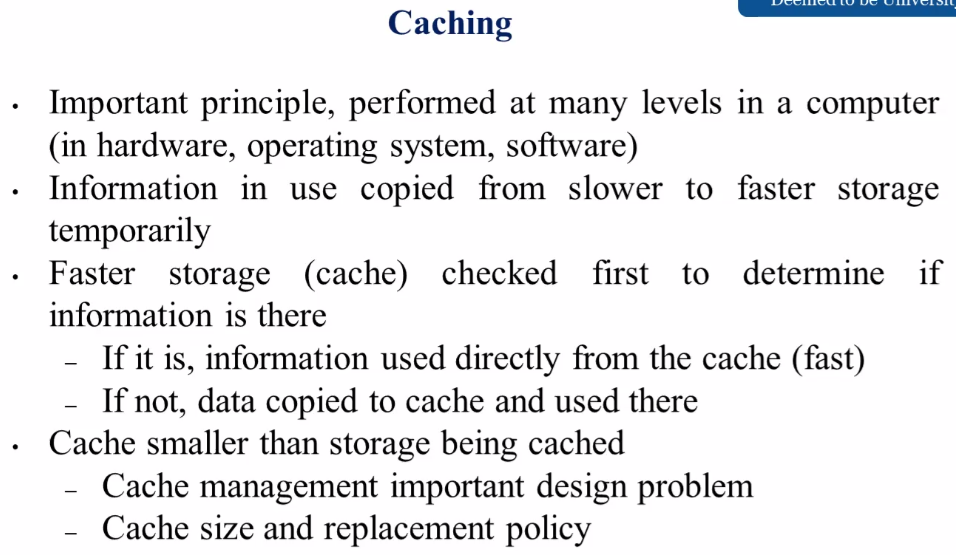 Deemed to be University
Caching
• Important principle, performed at many levels in a computer
(in hardware, operating system, software)
• Information in use copied from slower to faster storage
temporarily
• Faster storage (cache) checked first to determine if
information is there
– If it is, information used directly from the cache (fast)
– If not, data copied to cache and used there
• Cache smaller than storage being cached
– Cache management important design problem
– Cache size and replacement policy